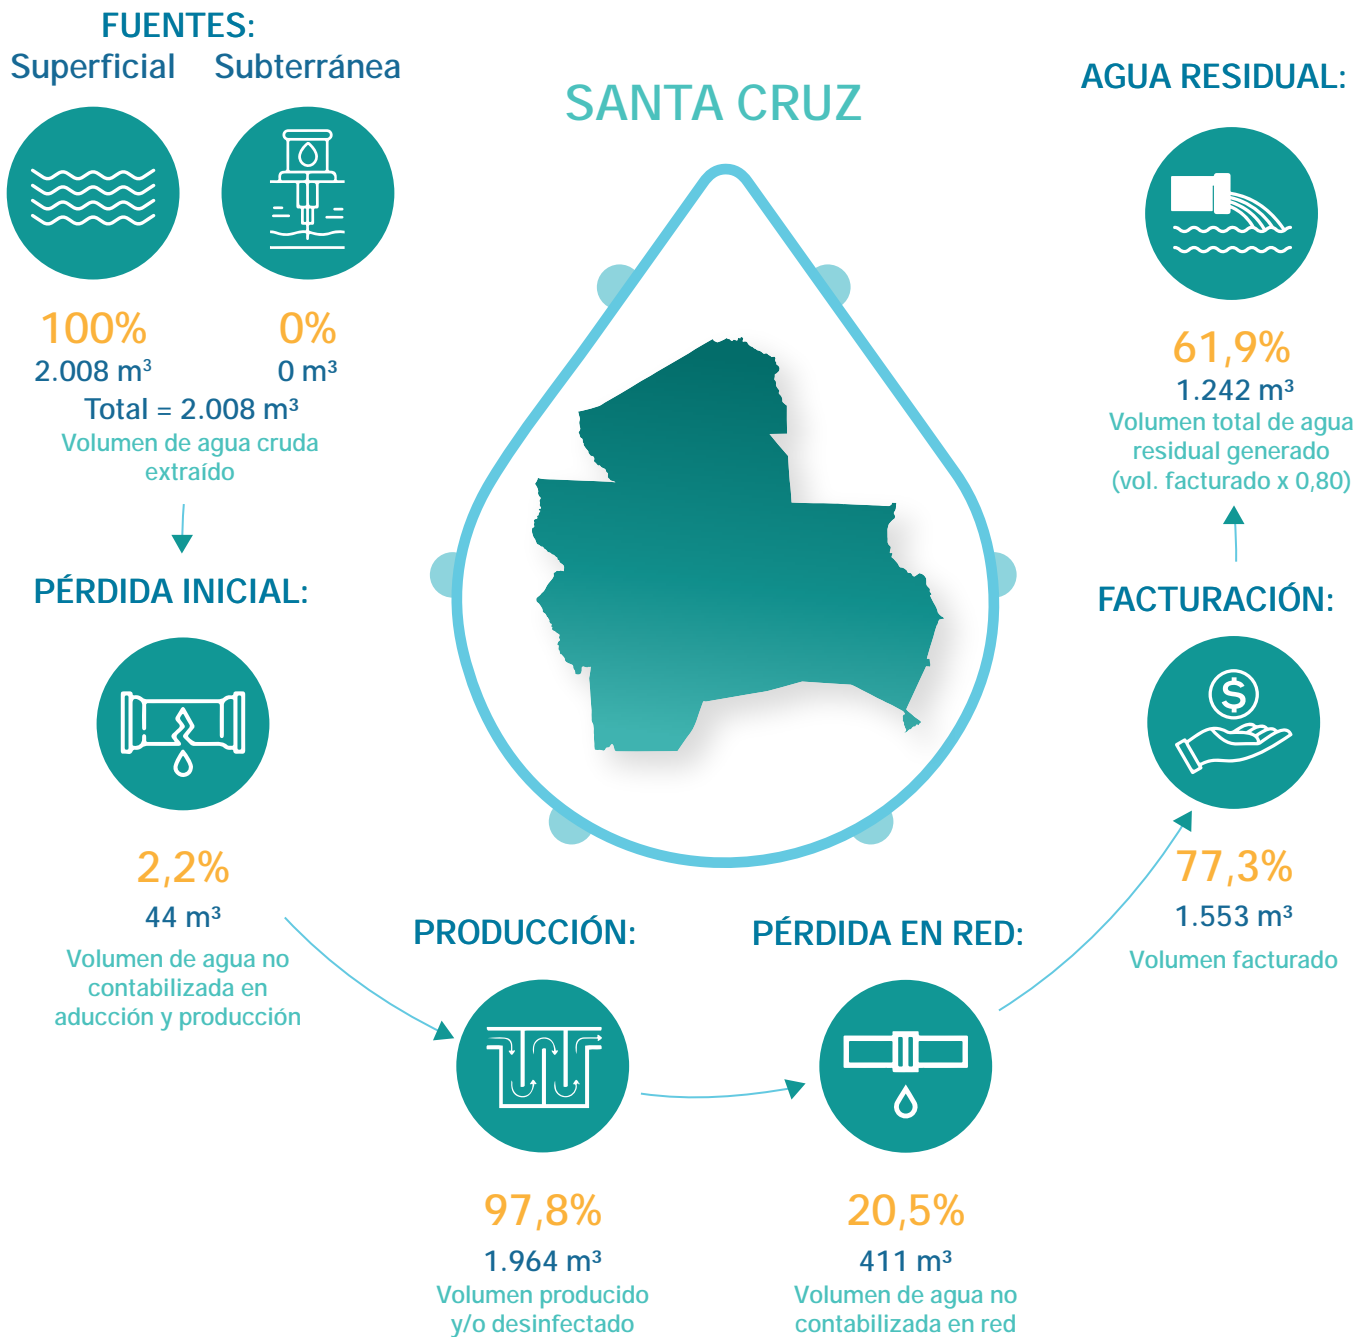 FUENTES:
Superficial
Subterránea
100%
2.008 m³
0%
0 m³
Total = 2.008 m³
Volumen de agua cruda
extraído
SANTA CRUZ
PÉRDIDA INICIAL:
2,2%
44 m³
Volumen de agua no
contabilizada en
aducción y producción
PRODUCCIÓN:
97,8%
1.964 m³
Volumen producido
y/o desinfectado
PÉRDIDA EN RED:
20,5%
411 m³
Volumen de agua no
contabilizada en red
FACTURACIÓN:
$
77,3%
1.553 m³
Volumen facturado
AGUA RESIDUAL:
61,9%
1.242 m³
Volumen total de agua
residual generado
(vol. facturado x 0,80)